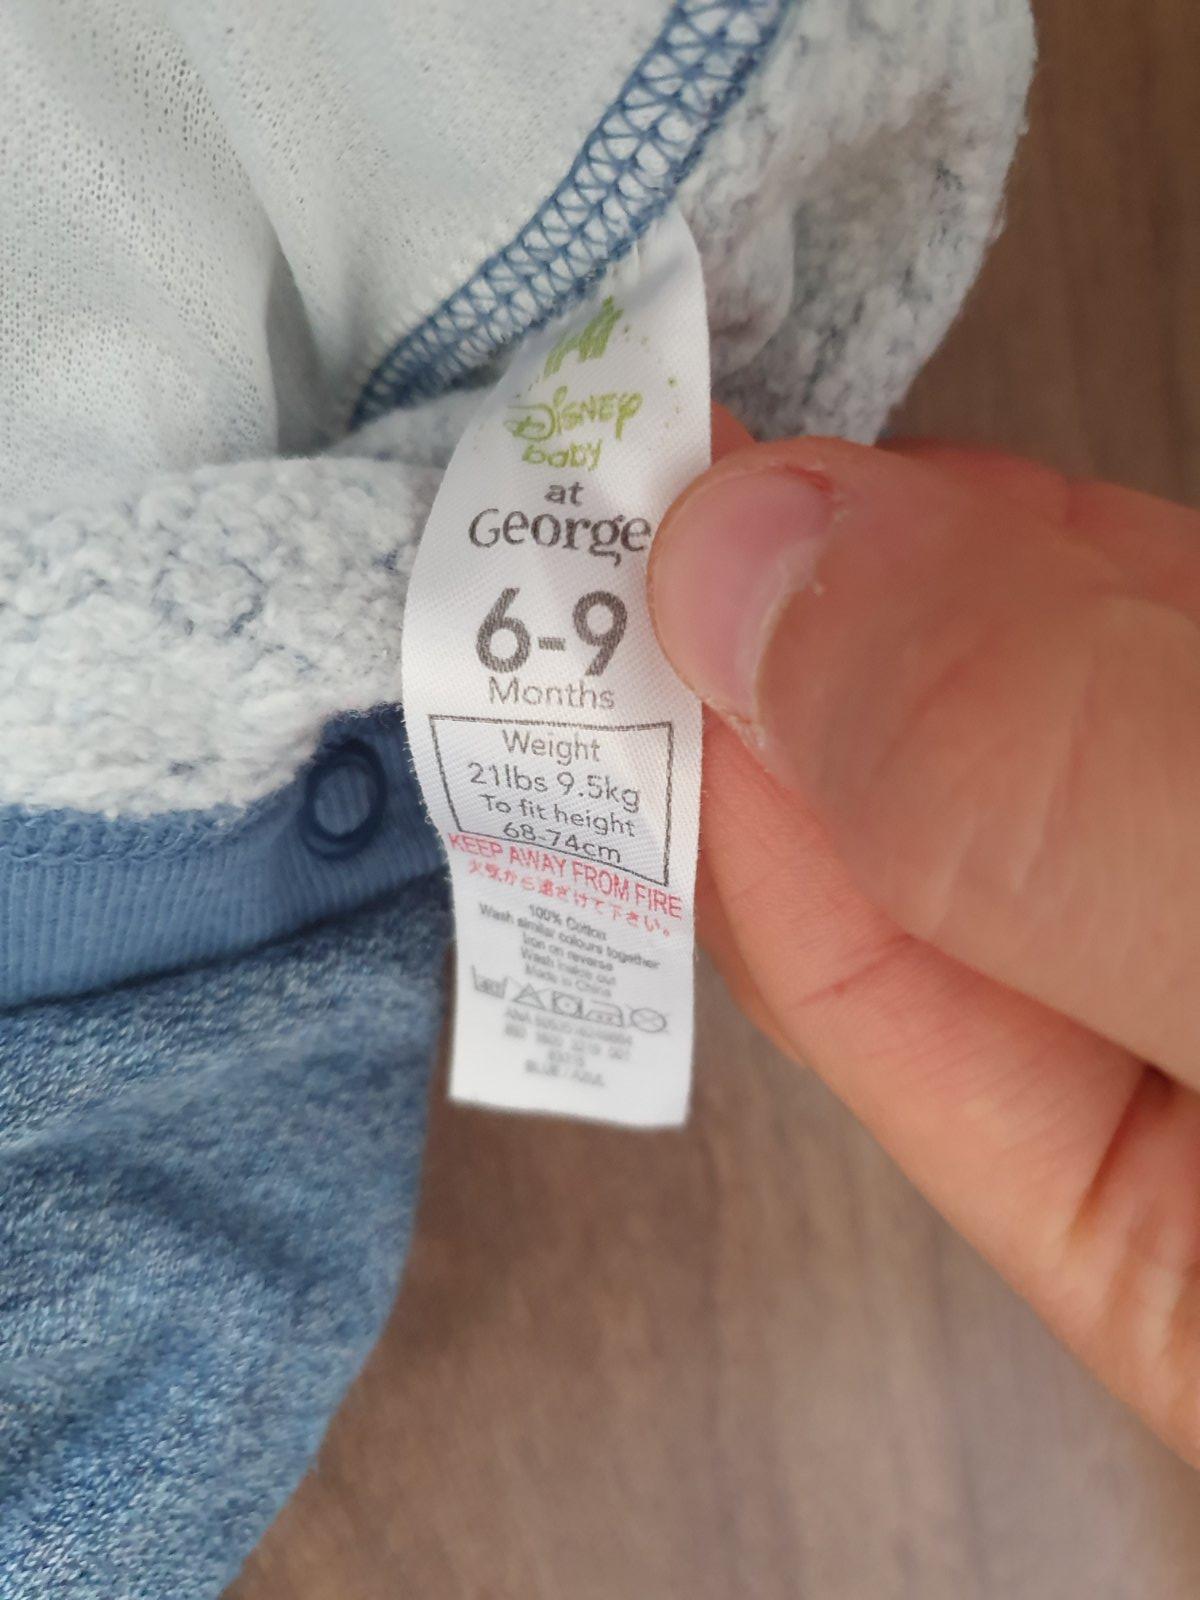 Disney
baby
at
George
6-9
Months
Weight
21lbs 9.5kg
To fit height
68-74cm
KEEP AWAY FROM FIRE
火気から遠ざけて下さい。
100% Cotton
Wash similar colours together
Iron on reverse
Wash inside out
Made in China
BLUE / AZUL